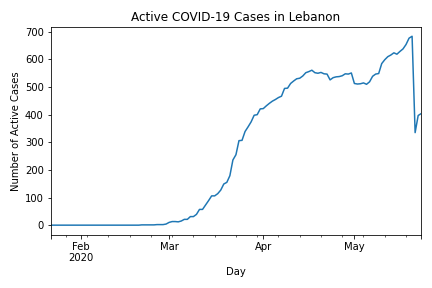 Active COVID-19 Cases in Lebanon
700
600
500
400
300
200
100
0
Number of Active Cases
Feb
2020
Mar
Apr
May
Day